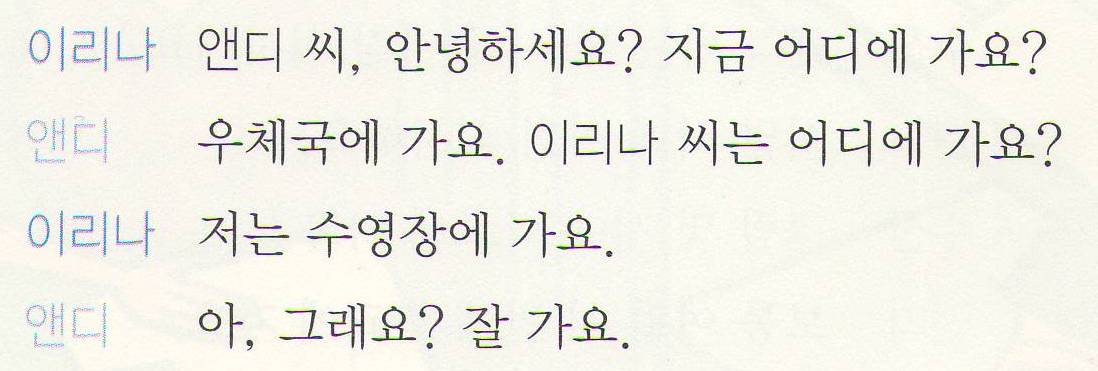 이리나 앤디 씨, 안녕하세요? 지금 어디에 가요?
앤디 우체국에 가요. 이리나 씨는 어디에 가요?
이리나 저는 수영장에 가요.
앤디 아, 그래요? 잘 가요.